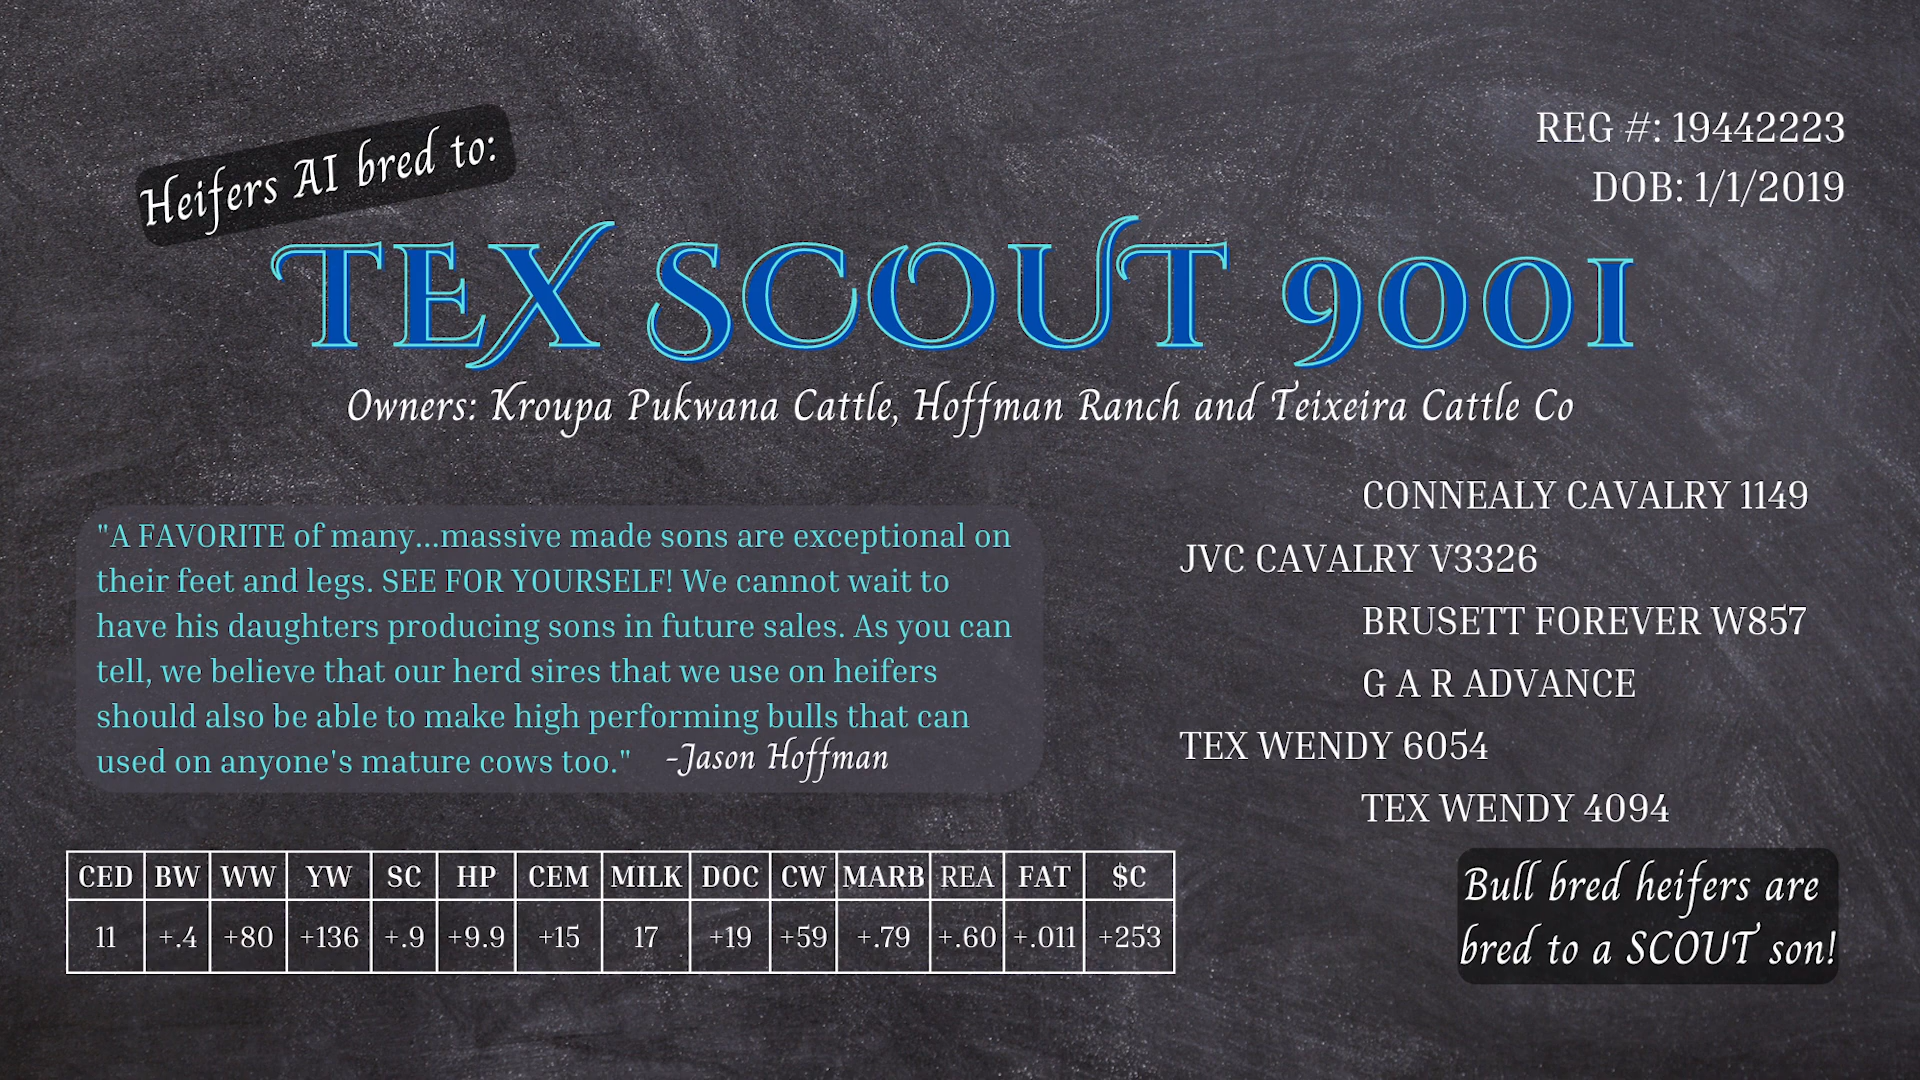 Heifers AI bred to:
REG #: 19442223
DOB: 1/1/2019
TEX SCOUT 9001
Owners: Kroupa Pukwana Cattle, Hoffman Ranch and Teixeira Cattle Co
"A FAVORITE of many...massive made sons are exceptional on
their feet and legs. SEE FOR YOURSELF! We cannot wait to
have his daughters producing sons in future sales. As you can
tell, we believe that our herd sires that we use on heifers
should also be able to make high performing bulls that can
used on anyone's mature cows too." -Jason Hoffman
CONNEALY CAVALRY 1149
JVC CAVALRY V3326
BRUSETT FOREVER W857
G A R ADVANCE
TEX WENDY 6054
TEX WENDY 4094
CED BW WW YW SC HP CEM MILK DOC CW MARB REA FAT $C
11 +.4 +80 +136 +.9 +9.9 +15 17 +19 +59 +.79 +.60 +.011 +253
Bull bred heifers are
bred to a SCOUT son!